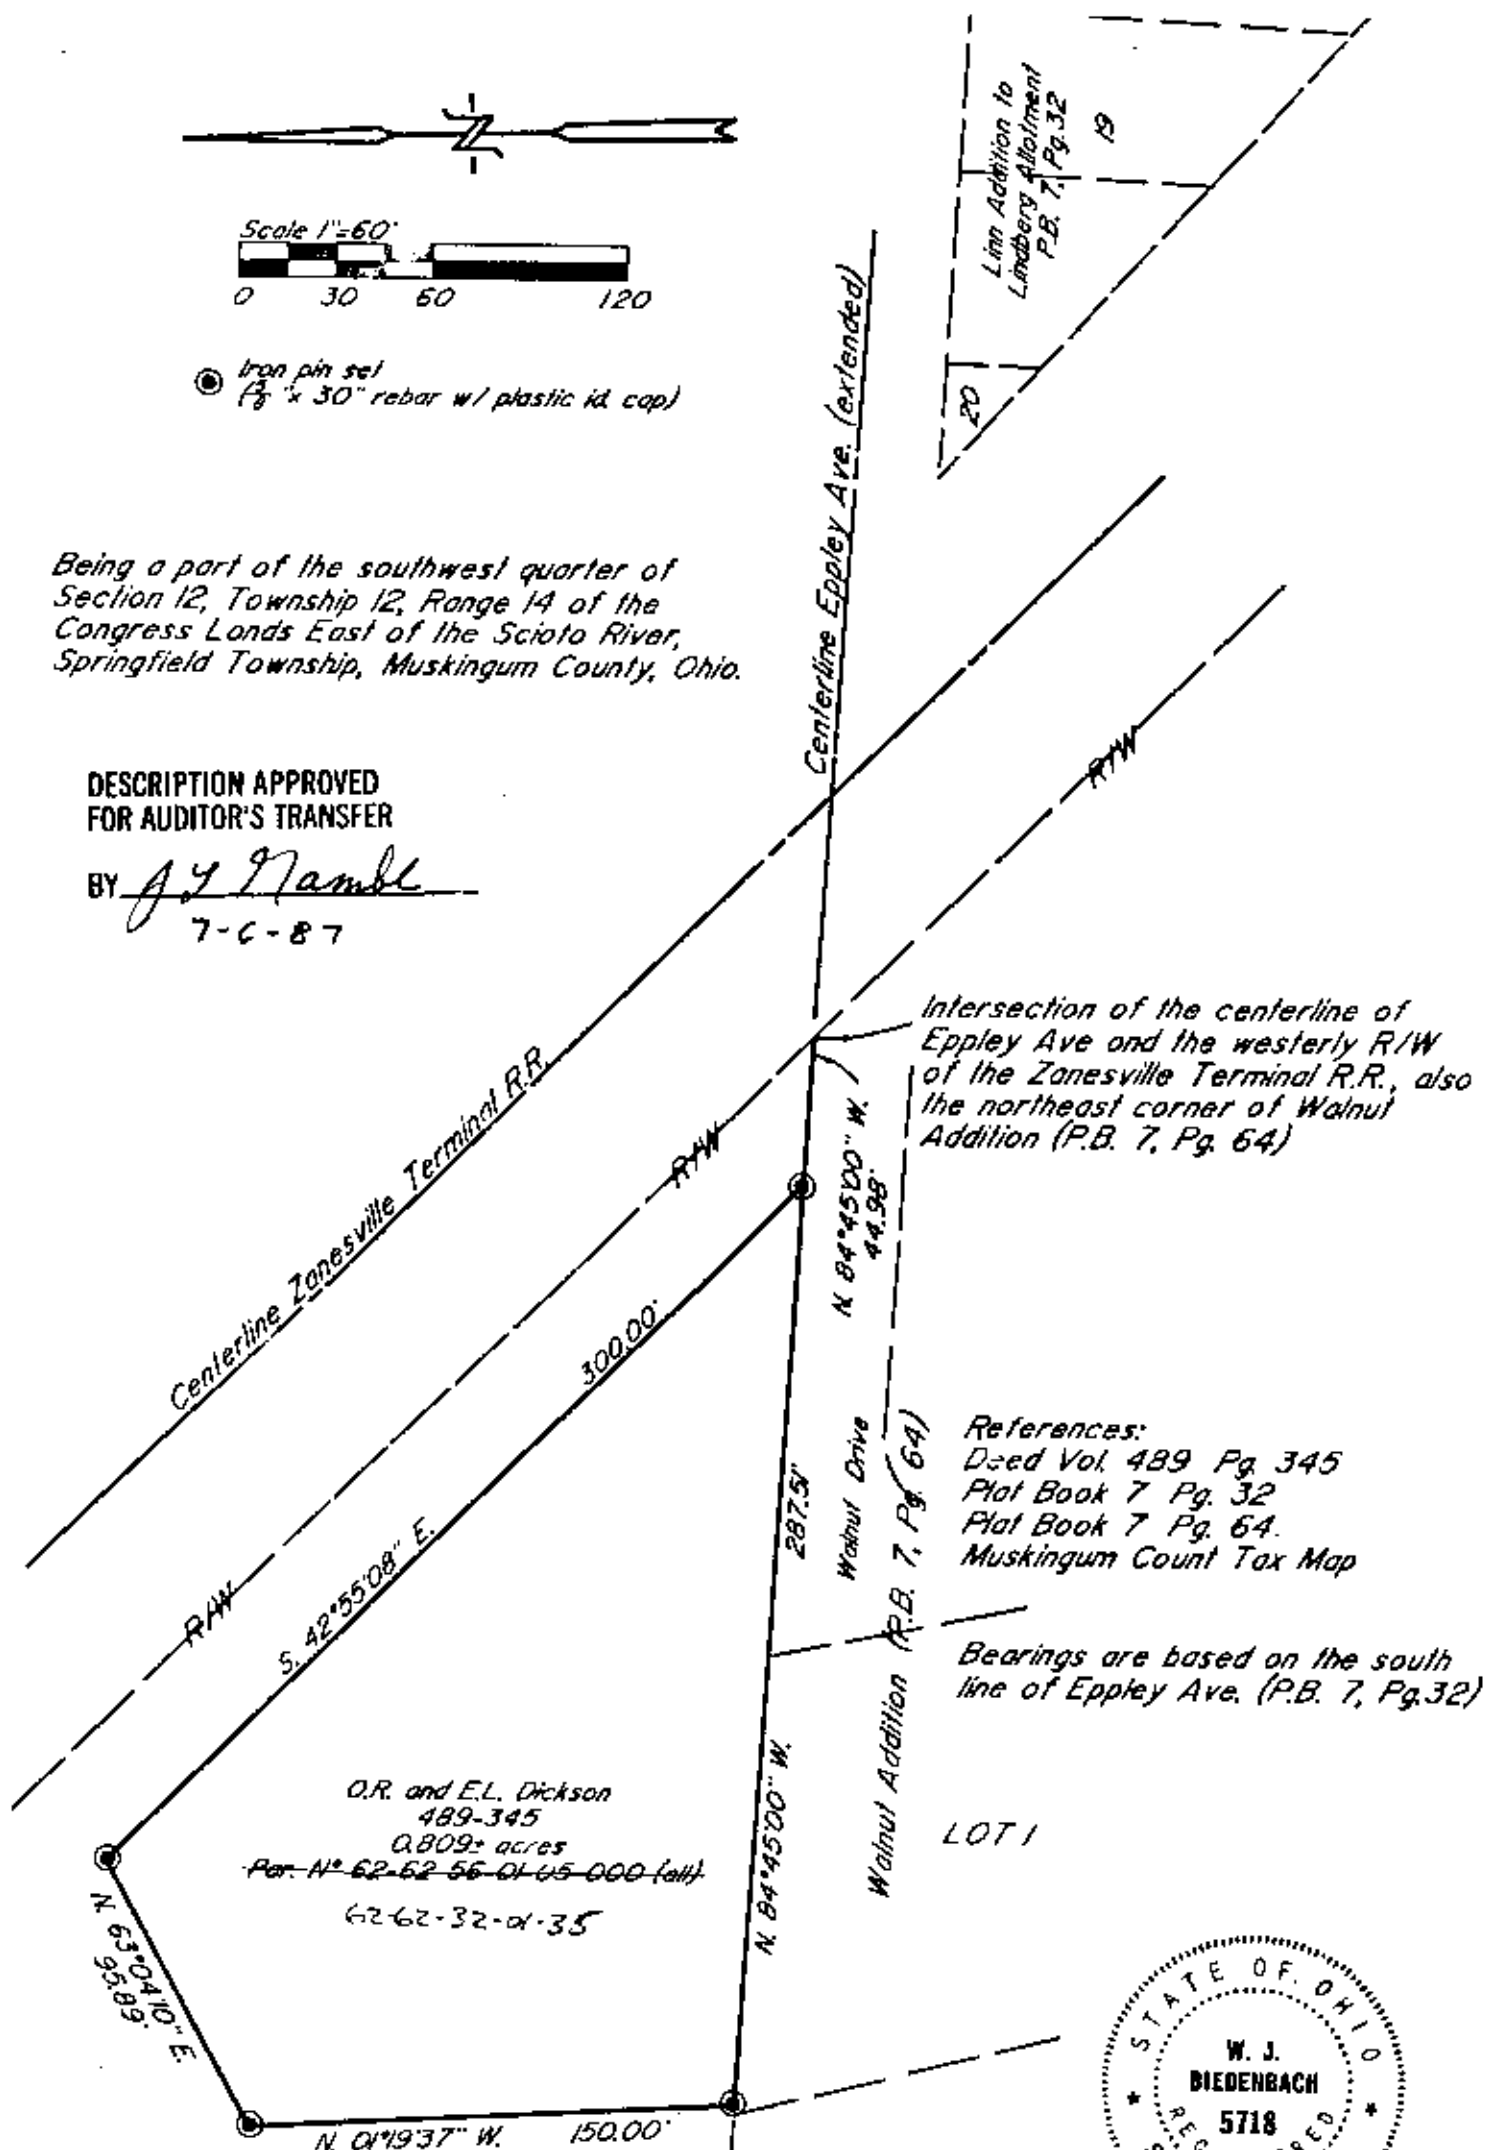 Linn Addition to
Lindberg Allotment
P.B. 7, Pg. 32
19
20
Scale 1"=60'
0 30 60 120
Iron pin set
(5/8 "x 30" rebar w/ plastic id. cap)
Centerline Eppley Ave. (extended)
Being a part of the southwest quarter of
Section 12, Township 12, Range 14 of the
Congress Lands East of the Scioto River,
Springfield Township, Muskingum County, Ohio.
DESCRIPTION APPROVED
FOR AUDITOR'S TRANSFER
BY
7-6-87
R/W
Intersection of the centerline of
Eppley Ave and the westerly R/W
of the Zanesville Terminal R.R., also
the northeast corner of Walnut
Addition (P.B. 7, Pg. 64)
Centerline Zanesville Terminal R.R.
R/W
N. 84°45'00" W.
44.98'
300.00'
287.51'
Walnut Drive
Walnut Addition (P.B. 7, Pg. 64)
References:
Deed Vol. 489 Pg. 345
Plat Book 7 Pg. 32
Plat Book 7 Pg. 64.
Muskingum Count Tax Map
R/W
S. 42°55'08" E.
Bearings are based on the south
line of Eppley Ave. (P.B. 7, Pg.32)
O.R. and E.L. Dickson
489-345
0.809± acres
Par. Nº 62-62-56-01-05-000 (all)
62-62-32-01-35
N. 84°45'00" W.
LOT 1
N. 63°04'10" E.
95.89'
N. 01°19'37" W. 150.00'
STATE OF OHIO
W. J.
BIEDENBACH
5718